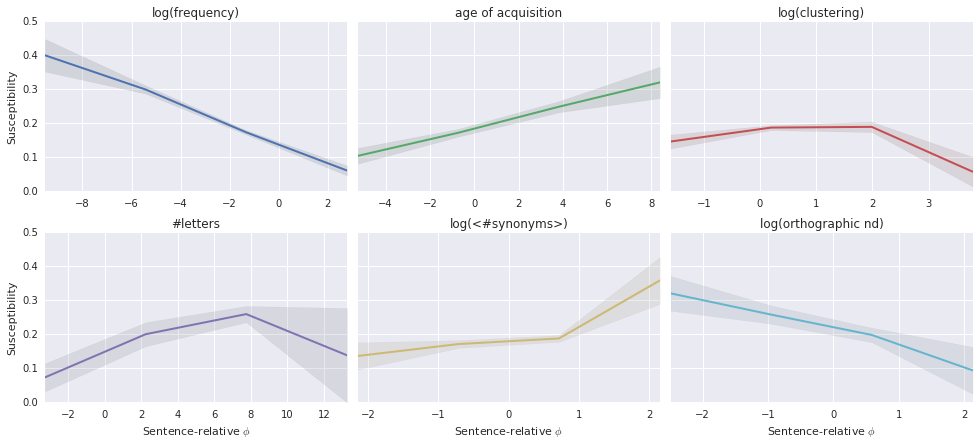 log(frequency) age of acquisition log(clustering)
0.5
0.4
0.3
0.2
0.1
0.0
Susceptibility
−8 −6 −4 −2 0 2
−4 −2 0 2 4 6 8
−1 0 1 2 3
#letters log(<#synonyms>) log(orthographic nd)
0.5
0.4
0.3
0.2
0.1
0.0
Susceptibility
−2 0 2 4 6 8 10 12
−2 −1 0 1 2
−2 −1 0 1 2
Sentence-relative ϕ Sentence-relative ϕ Sentence-relative ϕ